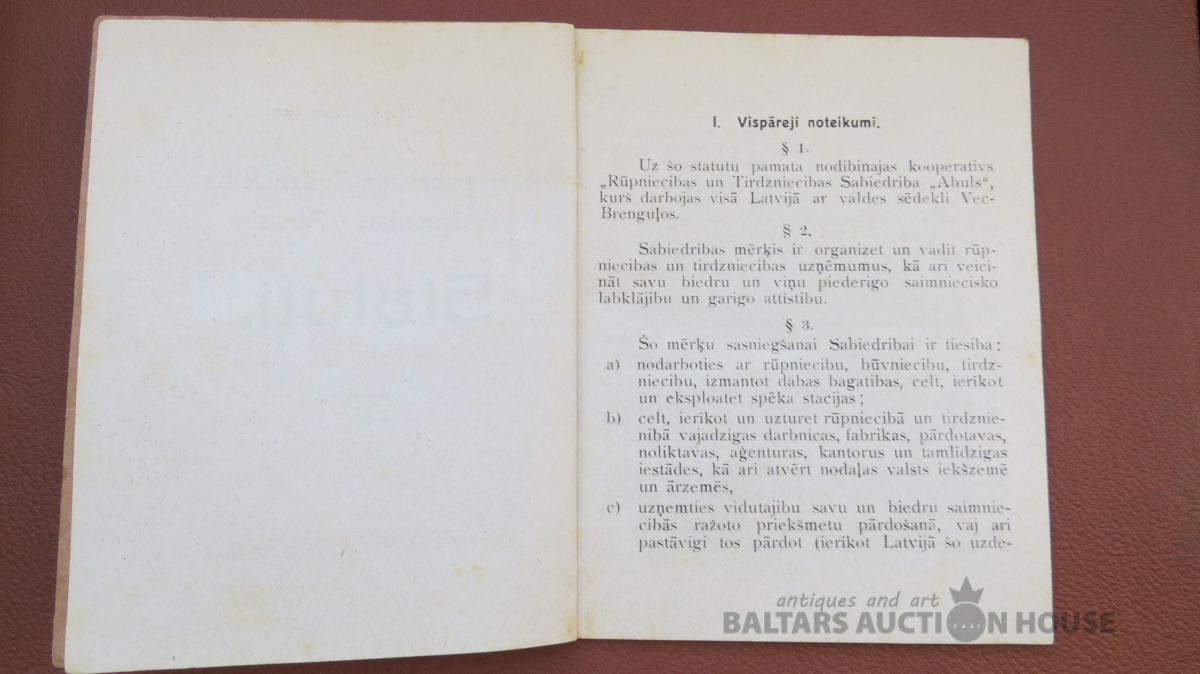 I. Vispāreji noteikumi.
§ 1.
Uz šo statutu pamata nodibinajas kooperativs
„Rūpniecibas un Tirdzniecibas Sabiedriba „Abuls“,
kurš darbojas visā Latvijā ar valdes sēdekli Vec-
Brenguļos.
§ 2.
Sabiedribas mērķis ir organizet un vadit rūp-
niecibas un tirdzniecibas uzņēmumus, kā ari veici-
nāt savu biedru un viņu piederigo saimniecisko
labklājibu un garigo attistibu.
§ 3.
Šo mērķu sasniegšanai Sabiedribai ir tiesiba:
a) nodarboties ar rūpniecibu, būvniecibu, tirdz-
niecibu, izmantot dabas bagatibas, celt, ierīkot
un eksploatet spēka stacijas;
b) celt, ierīkot un uzturet rūpniecibā un tirdznie-
nibā vajadzigas darbnicas, fabrikas, pārdotavas,
noliktavas, aģenturas, kantorus un tamlīdzigas
iestādes, kā ari atvērt nodaļas valsts iekšzemē
un ārzemēs,
c) uzņemties vidutajibu savu un biedru saimnie-
cibās ražoto priekšmetu pārdošanā, vaj ari
pastāvigi tos pārdot (ierīkot Latvijā šo uzde-
antiques and art
BALTARS AUCTION HOUSE